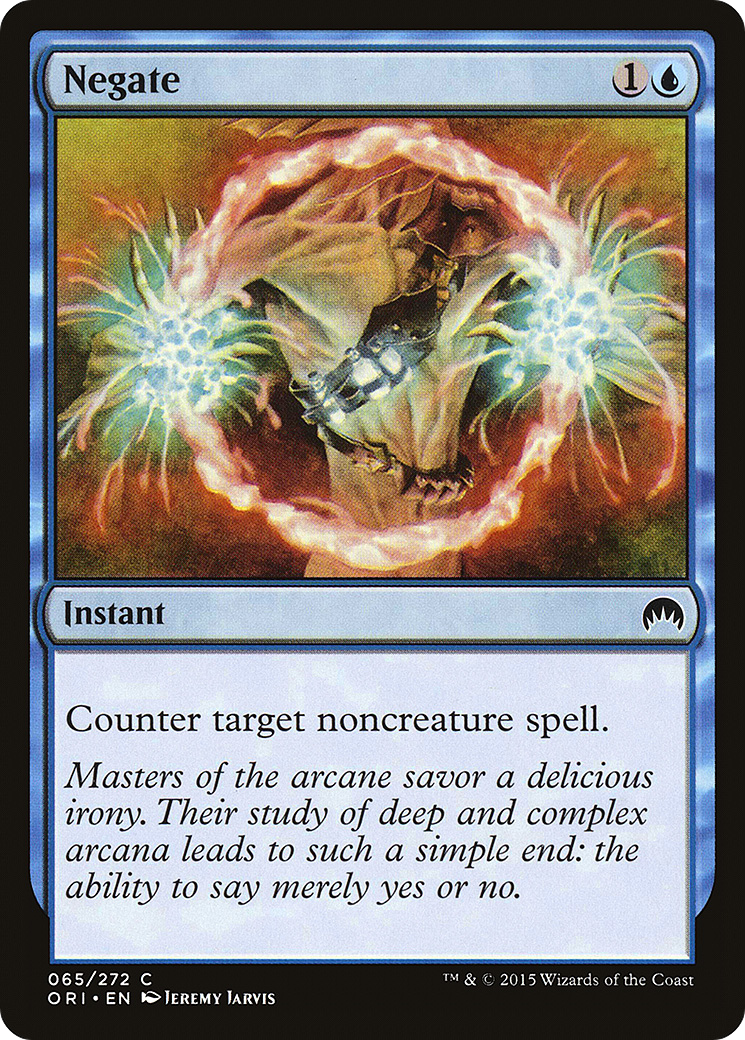 Negate 1
Instant
Counter target noncreature spell.
Masters of the arcane savor a delicious
irony. Their study of deep and complex
arcana leads to such a simple end: the
ability to say merely yes or no.
065/272 C ™ & © 2015 Wizards of the Coast
ORI • EN Jeremy Jarvis